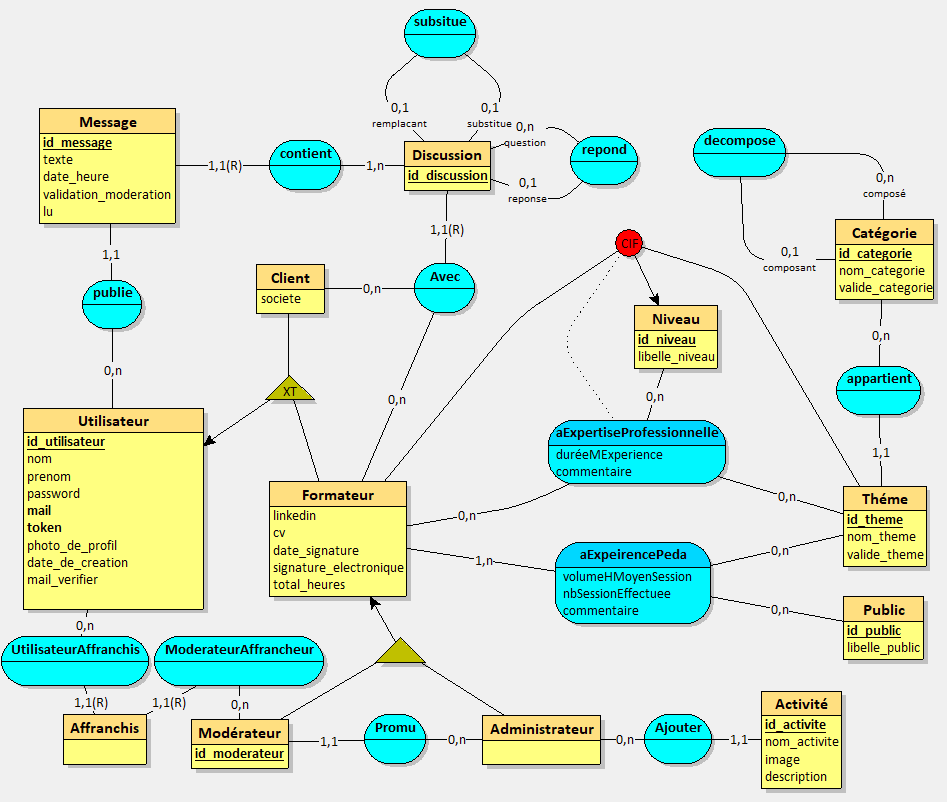 subsitue
0,1
remplacant
0,1
substitue
Message
id_message
texte
date_heure
validation_moderation
lu
1,1(R)
contient
1,n
Discussion
id_discussion
0,n
question
0,1
reponse
repond
decompose
0,n
composé
0,1
composant
Catégorie
id_categorie
nom_categorie
valide_categorie
1,1
publie
0,n
Client
societe
0,n
1,1(R)
Avec
0,n
CIF
Niveau
id_niveau
libelle_niveau
0,n
0,n
appartient
1,1
XT
Utilisateur
id_utilisateur
nom
prenom
password
mail
token
photo_de_profil
date_de_creation
mail_verifier
Formateur
linkedin
cv
date_signature
signature_electronique
total_heures
aExpertiseProfessionnelle
duréeMExperience
commentaire
0,n
0,n
Théme
id_theme
nom_theme
valide_theme
1,n
aExpeirencePeda
volumeHMoyenSession
nbSessionEffectuee
commentaire
0,n
0,n
Public
id_public
libelle_public
0,n
UtilisateurAffranchis
1,1(R)
ModerateurAffrancheur
1,1(R)
0,n
Affranchis
Modérateur
id_moderateur
1,1
Promu
0,n
Administrateur
0,n
Ajouter
1,1
Activité
id_activite
nom_activite
image
description